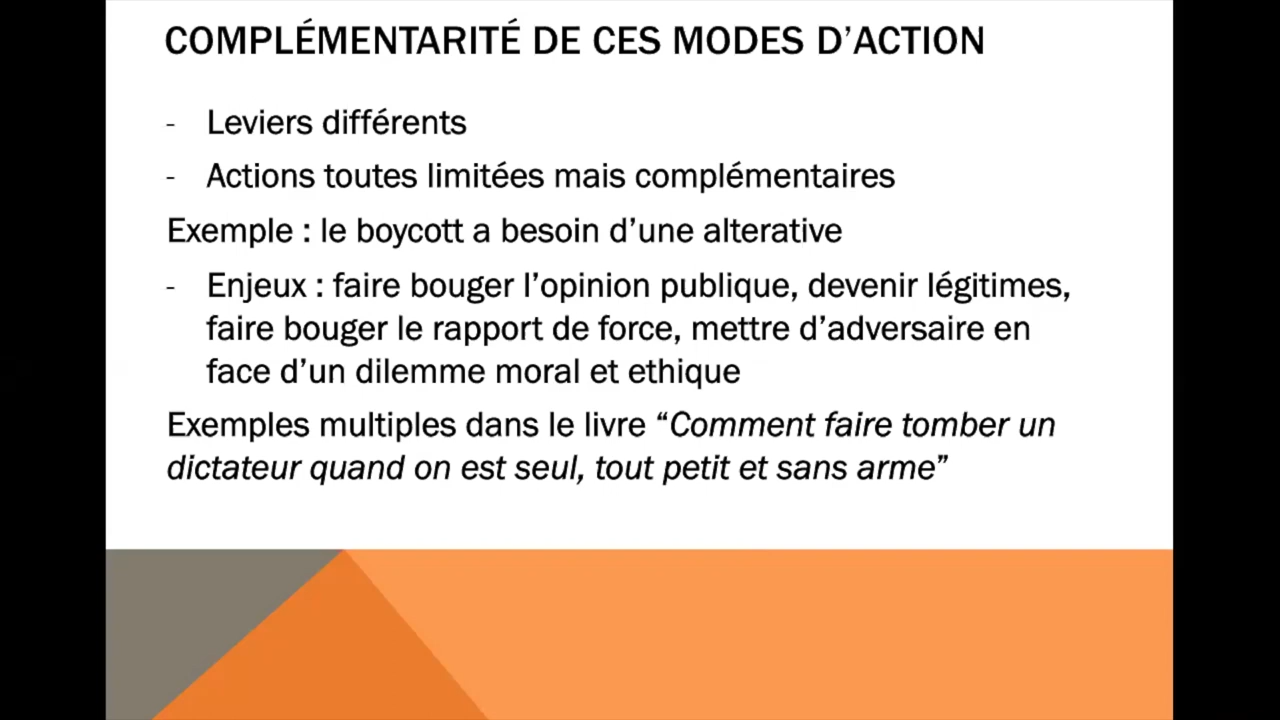 COMPLÉMENTARITÉ DE CES MODES D’ACTION
- Leviers différents
- Actions toutes limitées mais complémentaires
Exemple : le boycott a besoin d’une alterative
- Enjeux : faire bouger l’opinion publique, devenir légitimes,
faire bouger le rapport de force, mettre d’adversaire en
face d’un dilemme moral et ethique
Exemples multiples dans le livre “Comment faire tomber un
dictateur quand on est seul, tout petit et sans arme”